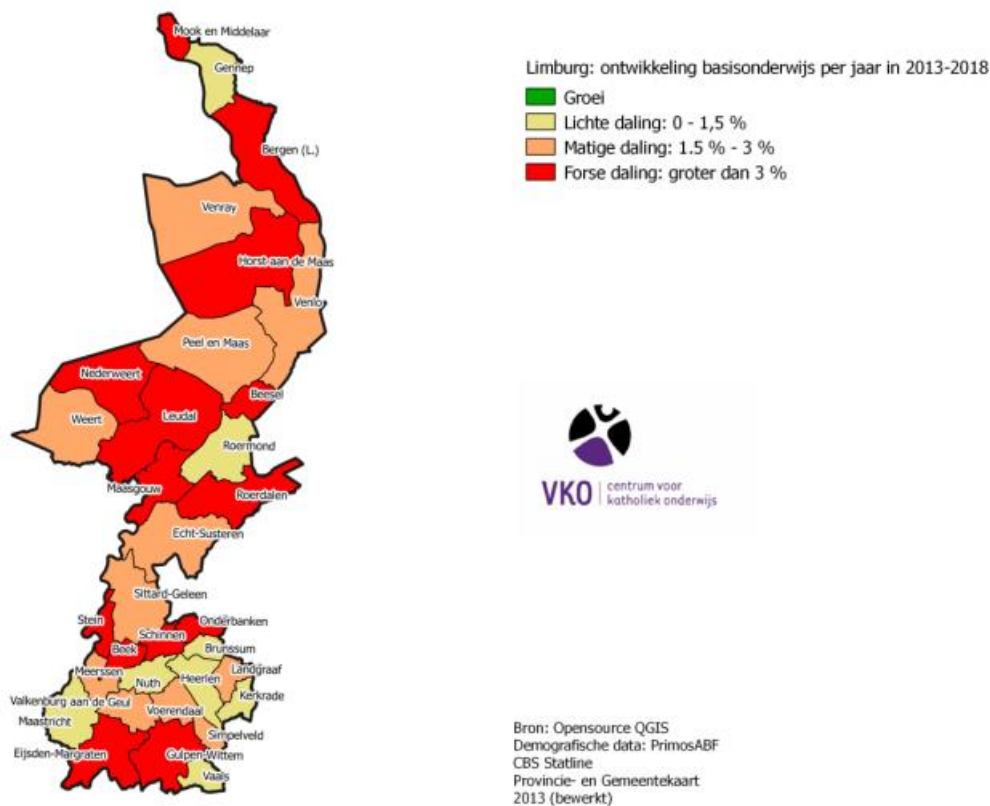 Mook en Middelaar
Gennep
Limburg: ontwikkeling basisonderwijs per jaar in 2013-2018
Groei
Lichte daling: 0 - 1,5 %
Matige daling: 1.5 % - 3 %
Forse daling: groter dan 3 %
Bergen (L.)
Venray
Horst aan de Maas
Venlo
Peel en Maas
Nederweert
Beesel
Weert
Leudal
Roermond
Maasgouw
Roerdalen
VKO
centrum voor
katholiek onderwijs
Echt-Susteren
Sittard-Geleen
Stein
Onderbanken
Schinnen
Beek
Brunssum
Meerssen
Nuth
Heerlen
Landgraaf
Kerkrade
Valkenburg aan de Geul
Voerendaal
Maastricht
Simpelveld
Eijsden-Margraten
Gulpen-Wittem
Vaals
Bron: Opensource QGIS
Demografische data: PrimosABF
CBS Statline
Provincie- en Gemeentekaart
2013 (bewerkt)